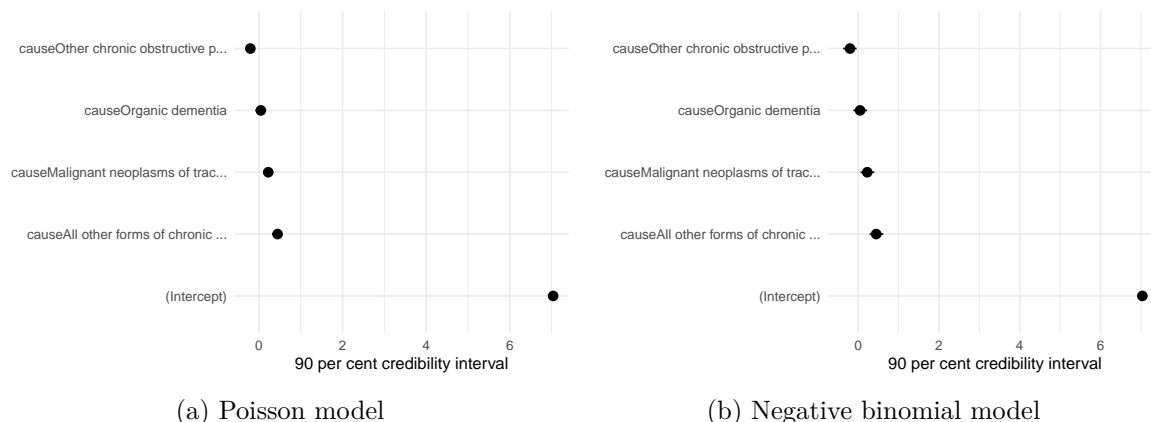 causeOther chronic obstructive p...
causeOrganic dementia
causeMalignant neoplasms of trac...
causeAll other forms of chronic ...
(Intercept)
0 2 4 6
90 per cent credibility interval
(a) Poisson model
causeOther chronic obstructive p...
causeOrganic dementia
causeMalignant neoplasms of trac...
causeAll other forms of chronic ...
(Intercept)
0 2 4 6
90 per cent credibility interval
(b) Negative binomial model